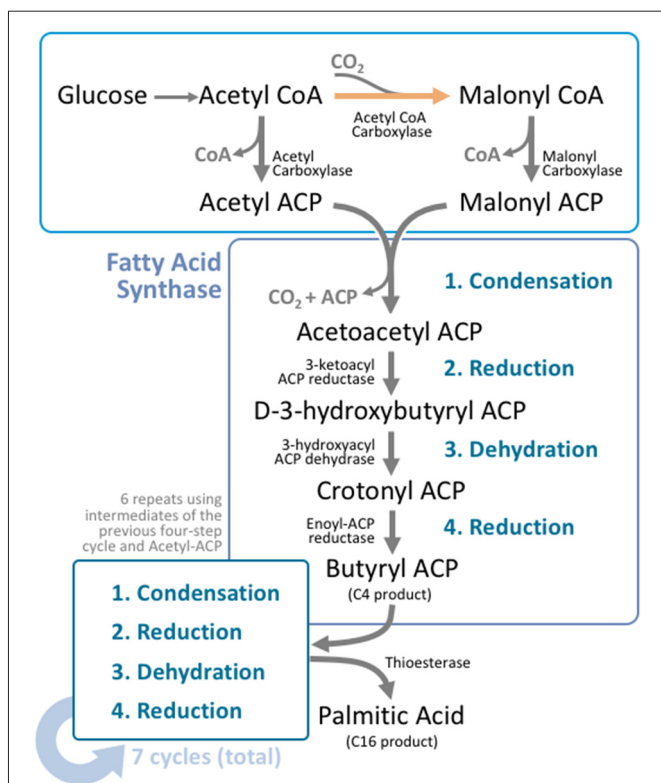 CO2
Glucose
Acetyl CoA
Malonyl CoA
Acetyl CoA
Carboxylase
CoA
Acetyl
Carboxylase
CoA
Malonyl
Carboxylase
Acetyl ACP
Malonyl ACP
Fatty Acid
Synthase
CO2 + ACP
1. Condensation
Acetoacetyl ACP
3-ketoacyl
ACP reductase
2. Reduction
D-3-hydroxybutyryl ACP
3-hydroxyacyl
ACP dehydrase
3. Dehydration
Crotonyl ACP
6 repeats using
intermediates of the
previous four-step
cycle and Acetyl-ACP
Enoyl-ACP
reductase
4. Reduction
Butyryl ACP
(C4 product)
1. Condensation
2. Reduction
3. Dehydration
4. Reduction
Thioesterase
Palmitic Acid
(C16 product)
7 cycles (total)